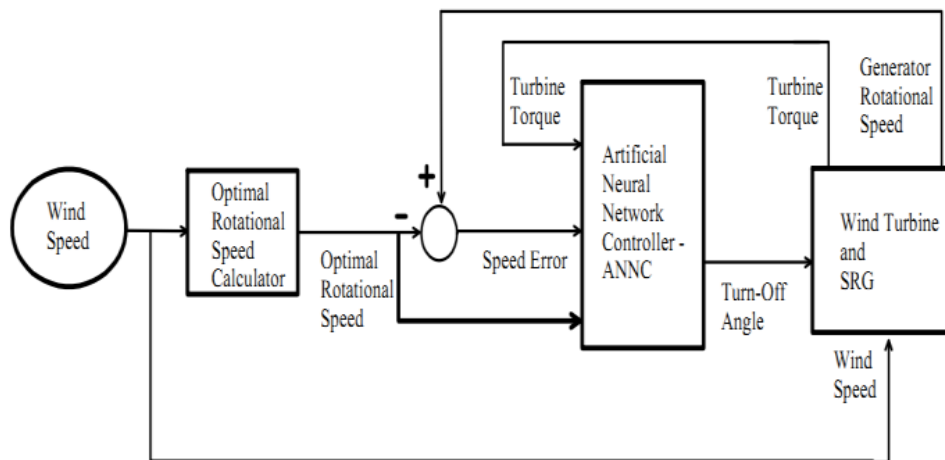 Wind
Speed
Optimal
Rotational
Speed
Calculator
Optimal
Rotational
Speed
+
-
Speed Error
Turbine
Torque
Artificial
Neural
Network
Controller -
ANNC
Turn-Off
Angle
Turbine
Torque
Generator
Rotational
Speed
Wind Turbine
and
SRG
Wind
Speed